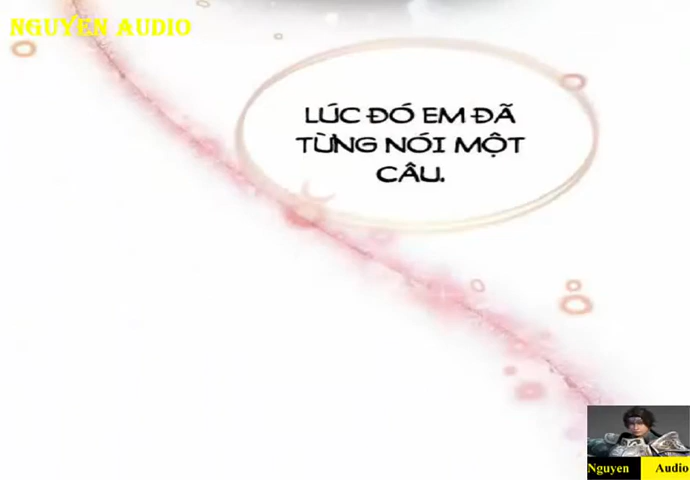 NGUYEN AUDIO
LÚC ĐÓ EM ĐÃ
TỪNG NÓI MỘT
CÂU.
Nguyen Audio